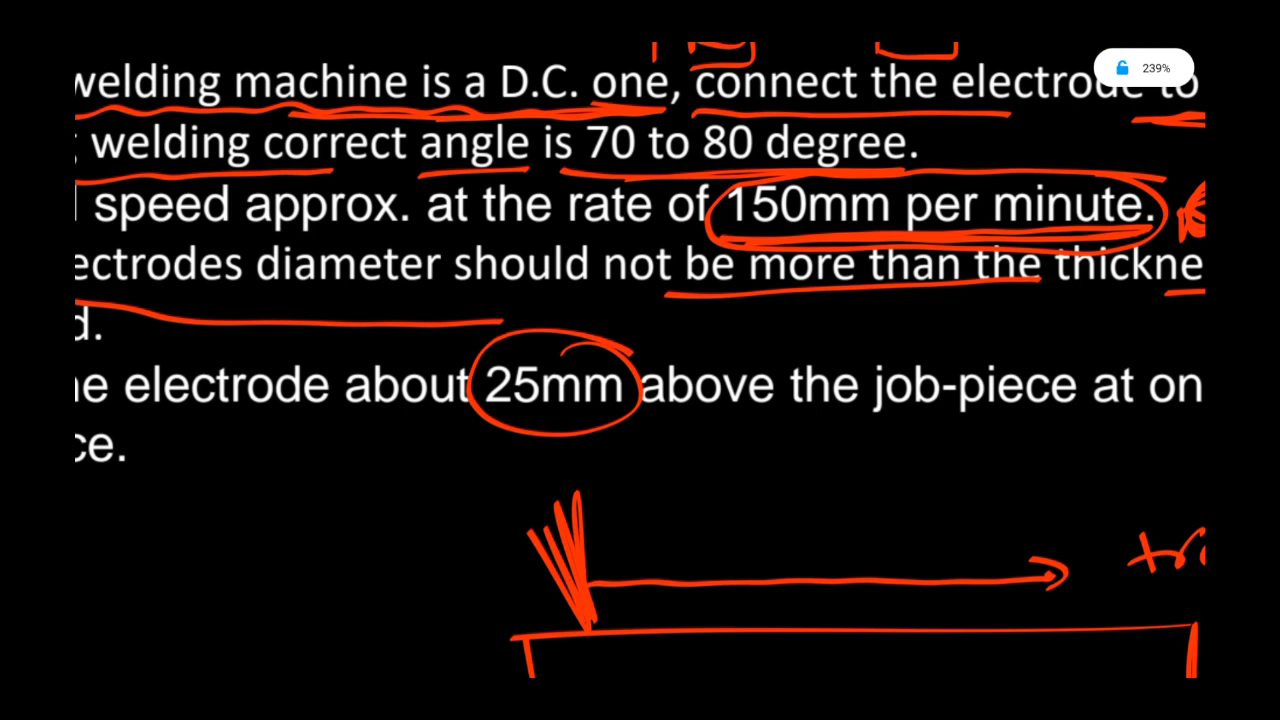 welding machine is a D.C. one, connect the electrode to
239%
welding correct angle is 70 to 80 degree.
speed approx. at the rate of 150mm per minute.
ectrodes diameter should not be more than the thickne
d.
ne electrode about 25mm above the job-piece at on
ce.
tra